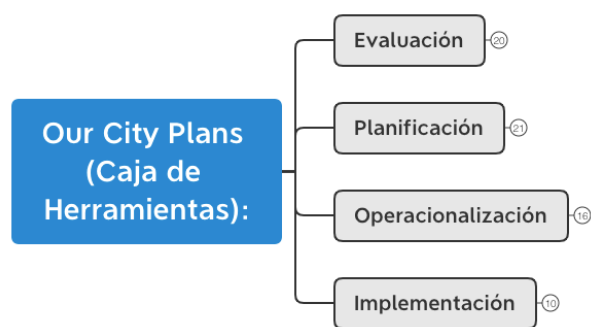 Our City Plans
(Caja de
Herramientas):
Evaluación
20
Planificación
21
Operacionalización
16
Implementación
10